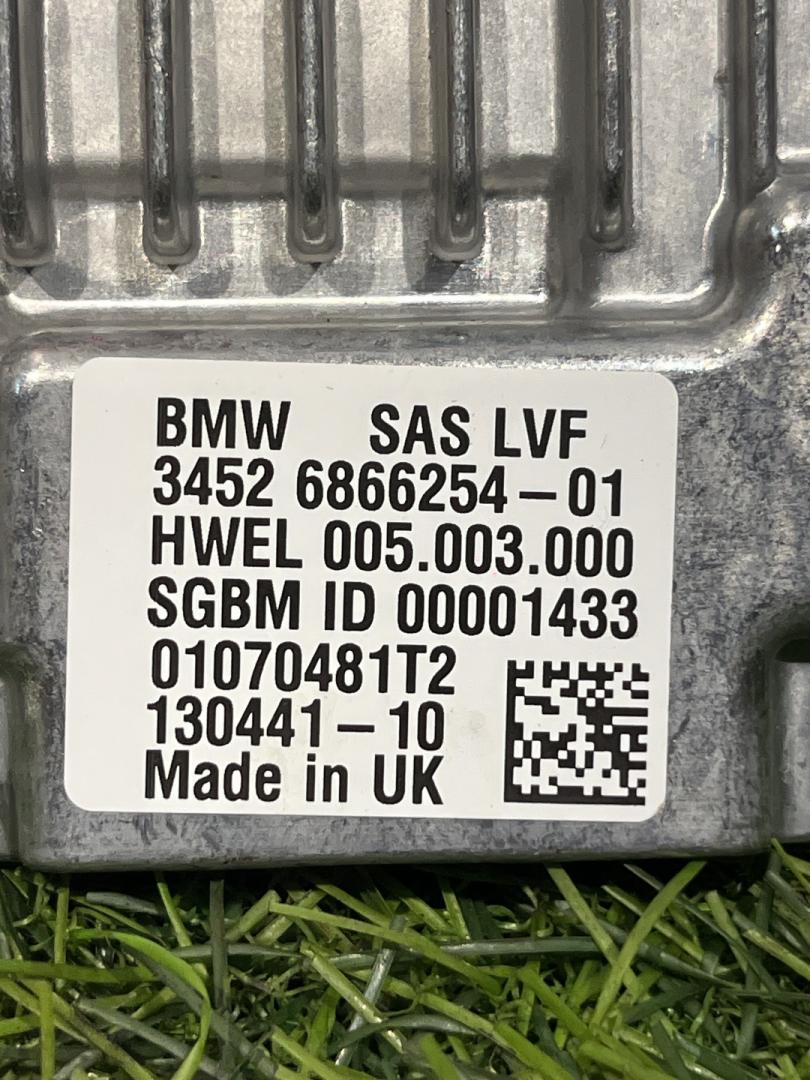 BMW SAS LVF
3452 6866254-01
HWEL 005.003.000
SGBM ID 00001433
01070481T2
130441-10
Made in UK